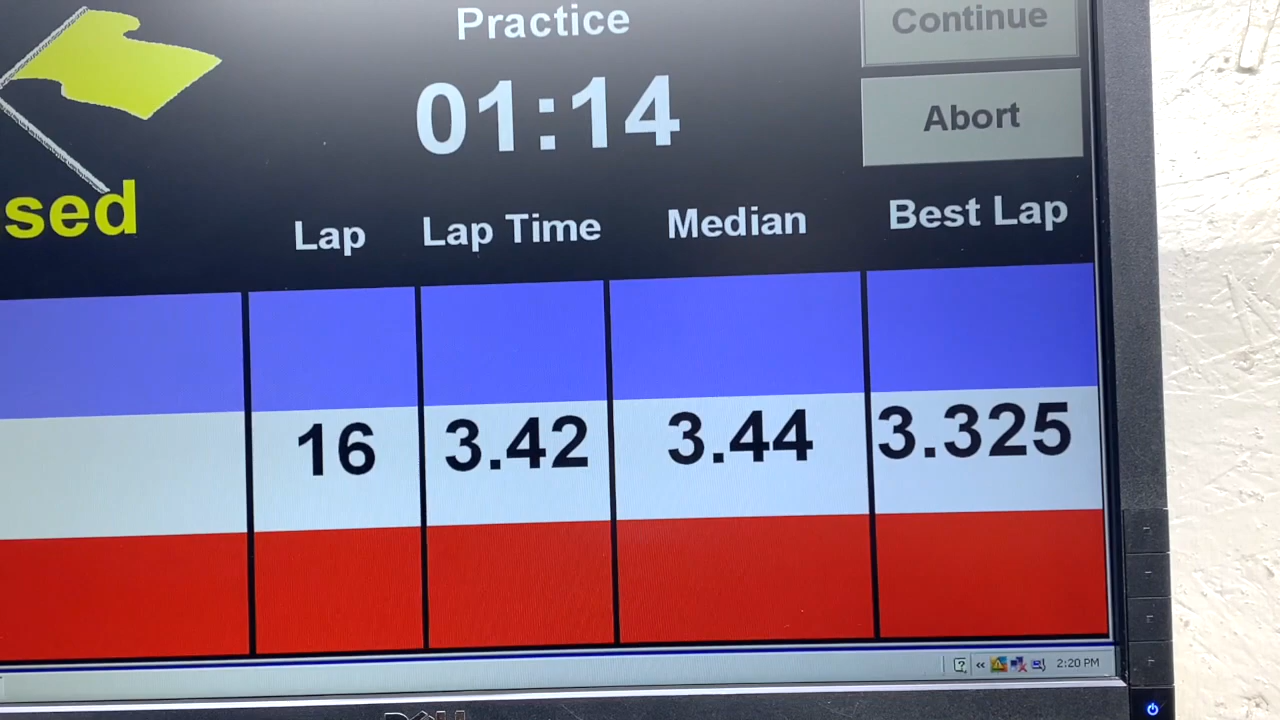 Practice
Continue
01:14
Abort
sed
Lap Lap Time Median Best Lap
16 3.42 3.44 3.325
2:20 PM